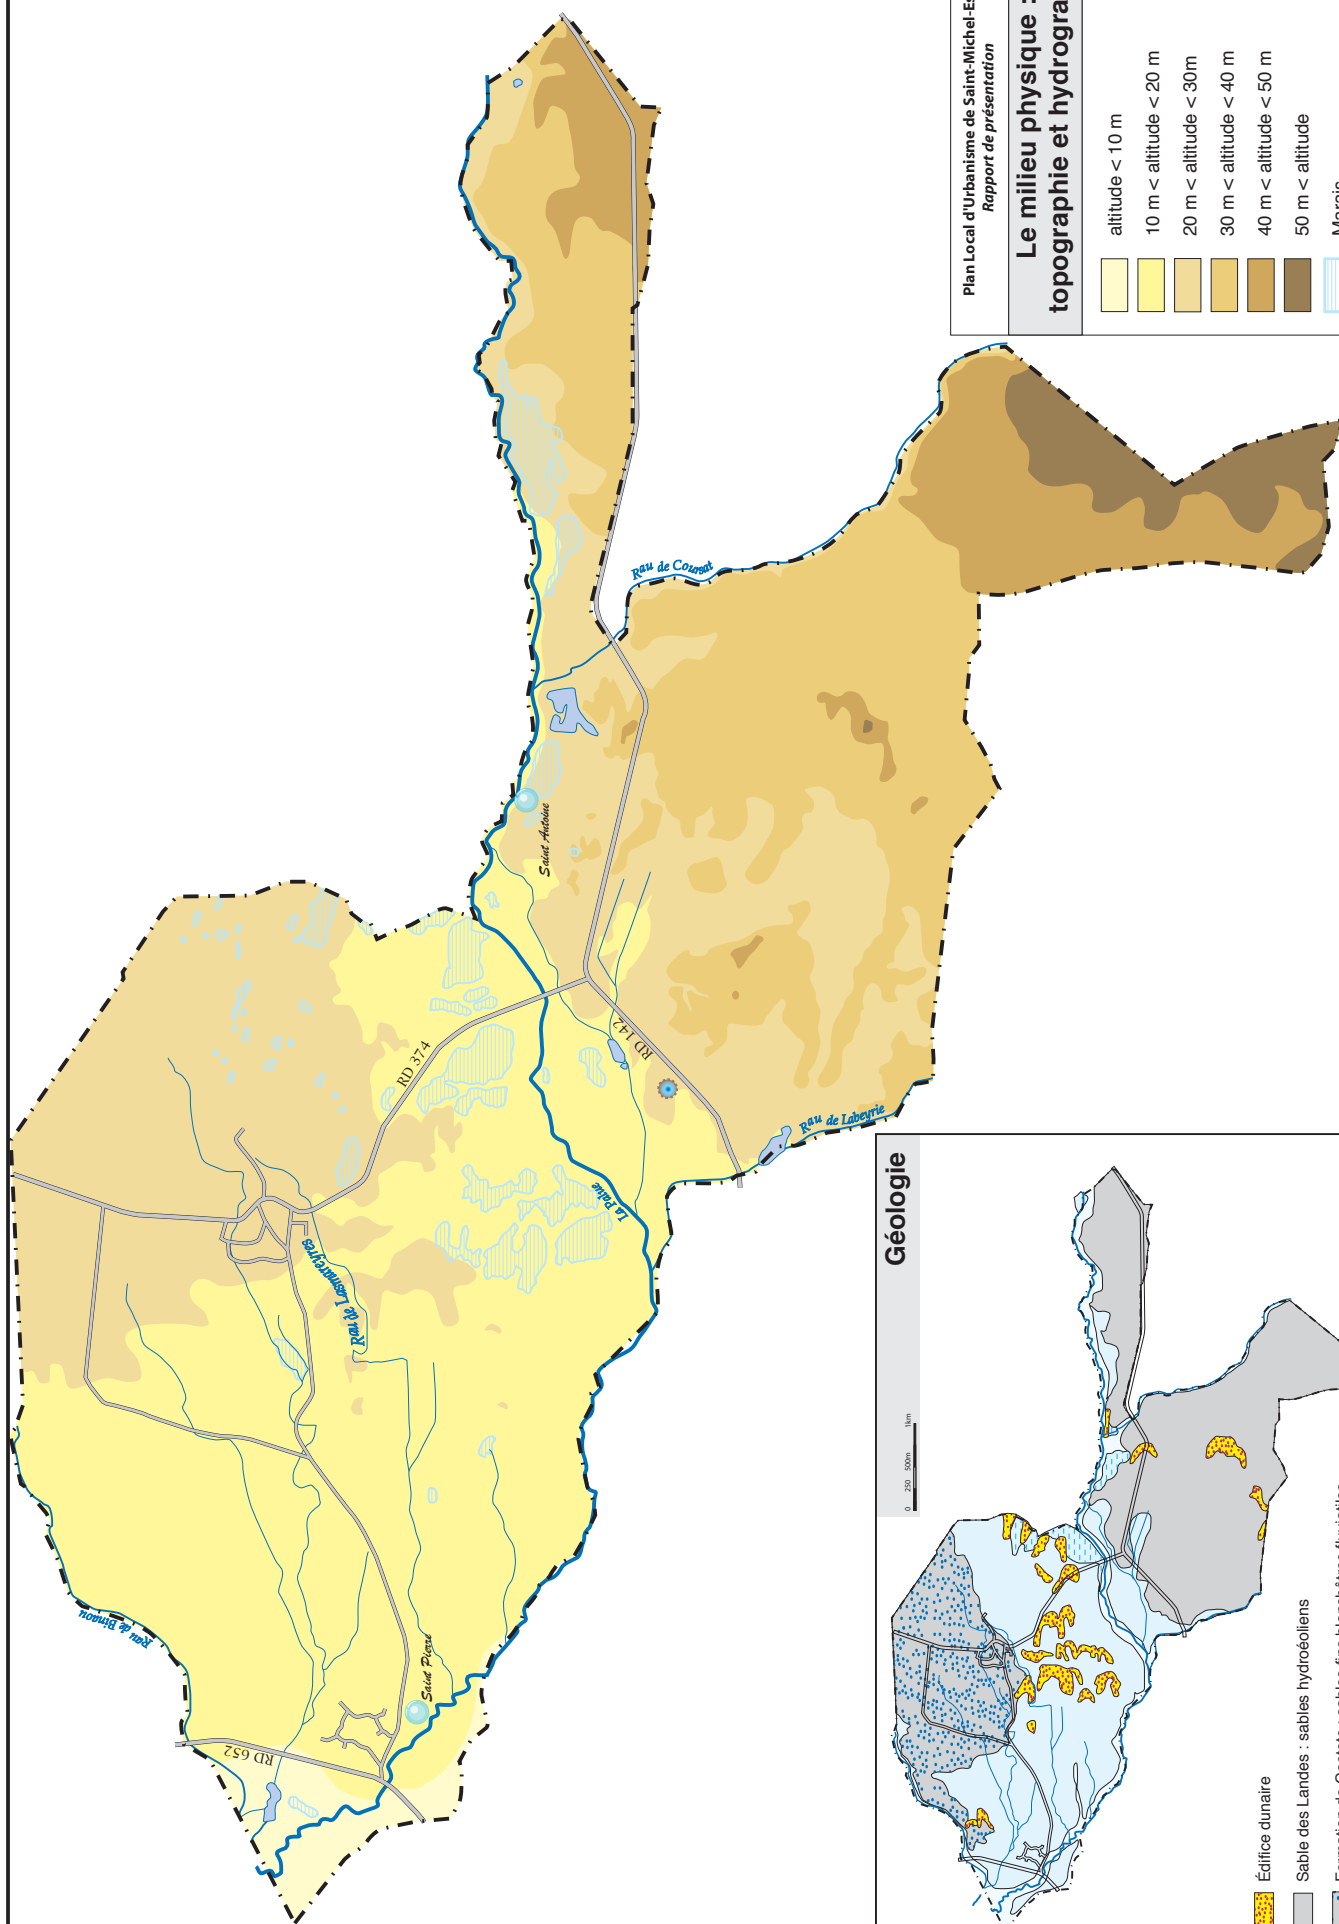 Plan Local d'Urbanisme de Saint-Michel-Es
Rapport de présentation
Le milieu physique :
topographie et hydrogra
altitude < 10 m
10 m < altitude < 20 m
20 m < altitude < 30m
30 m < altitude < 40 m
40 m < altitude < 50 m
50 m < altitude
Marais
Rau de Binaou
RD 652
Saint Pierre
Rau de Lasmareyres
RD 374
La Palue
RD 142
Saint Antoine
Rau de Labeyrie
Rau de Coursat
Géologie
0 250 500m 1km
Édifice dunaire
Sable des Landes : sables hydroéoliens